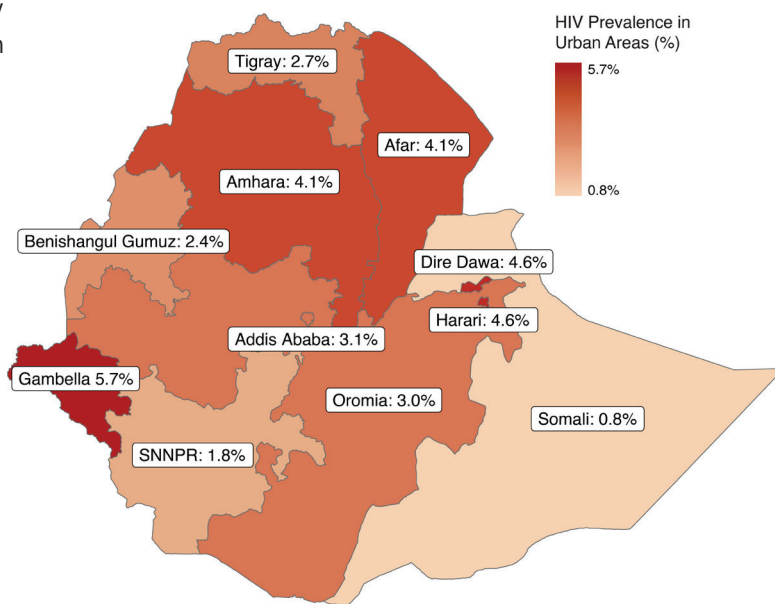 HIV Prevalence in
Urban Areas (%)
5.7%
0.8%
Tigray: 2.7%
Afar: 4.1%
Amhara: 4.1%
Benishangul Gumuz: 2.4%
Dire Dawa: 4.6%
Harari: 4.6%
Addis Ababa: 3.1%
Gambella 5.7%
Oromia: 3.0%
Somali: 0.8%
SNNPR: 1.8%